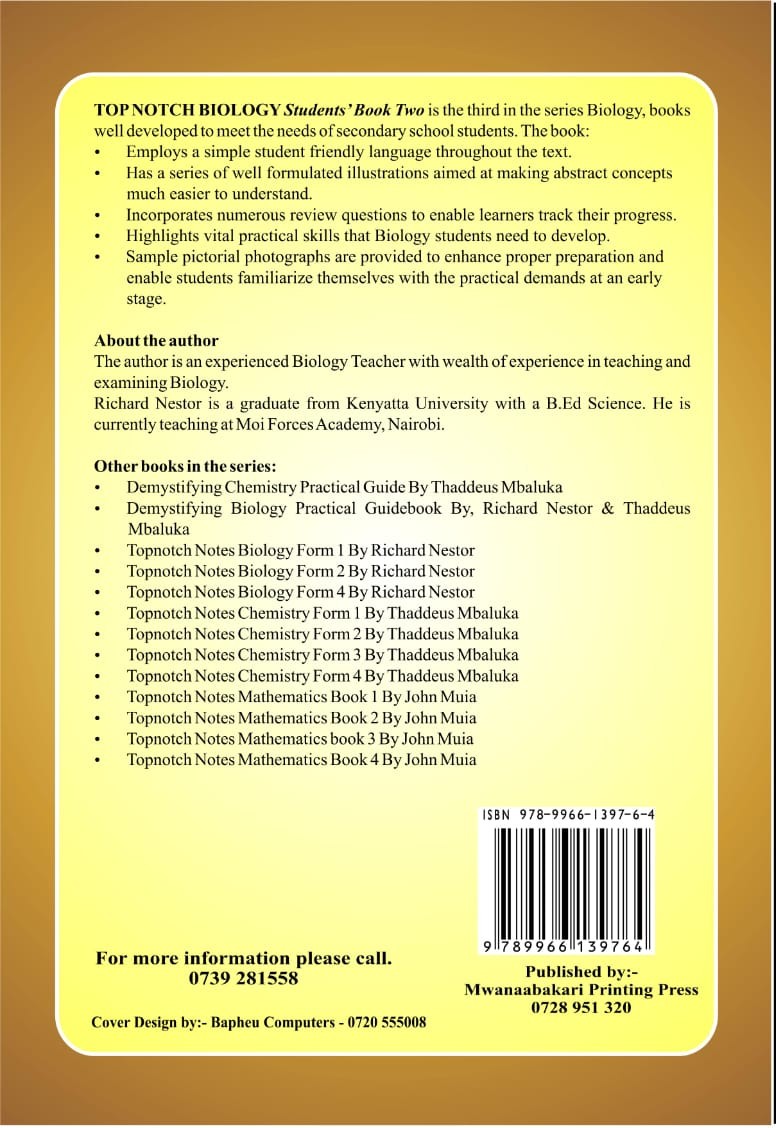 TOP NOTCH BIOLOGY Students' Book Two is the third in the series Biology, books
well developed to meet the needs of secondary school students. The book:
• Employs a simple student friendly language throughout the text.
• Has a series of well formulated illustrations aimed at making abstract concepts
much easier to understand.
• Incorporates numerous review questions to enable learners track their progress.
• Highlights vital practical skills that Biology students need to develop.
• Sample pictorial photographs are provided to enhance proper preparation and
enable students familiarize themselves with the practical demands at an early
stage.
About the author
The author is an experienced Biology Teacher with wealth of experience in teaching and
examining Biology.
Richard Nestor is a graduate from Kenyatta University with a B.Ed Science. He is
currently teaching at Moi Forces Academy, Nairobi.
Other books in the series:
• Demystifying Chemistry Practical Guide By Thaddeus Mbaluka
• Demystifying Biology Practical Guidebook By, Richard Nestor & Thaddeus
Mbaluka
• Topnotch Notes Biology Form 1 By Richard Nestor
• Topnotch Notes Biology Form 2 By Richard Nestor
• Topnotch Notes Biology Form 4 By Richard Nestor
• Topnotch Notes Chemistry Form 1 By Thaddeus Mbaluka
• Topnotch Notes Chemistry Form 2 By Thaddeus Mbaluka
• Topnotch Notes Chemistry Form 3 By Thaddeus Mbaluka
• Topnotch Notes Chemistry Form 4 By Thaddeus Mbaluka
• Topnotch Notes Mathematics Book 1 By John Muia
• Topnotch Notes Mathematics Book 2 By John Muia
• Topnotch Notes Mathematics book 3 By John Muia
• Topnotch Notes Mathematics Book 4 By John Muia
ISBN 978-9966-1397-6-4
9 789966 139764
For more information please call.
0739 281558
Published by:-
Mwanaabakari Printing Press
0728 951 320
Cover Design by:- Bapheu Computers - 0720 555008